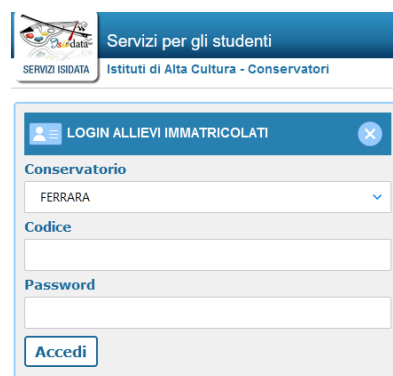 Isidata
Servizi per gli studenti
SERVIZI ISIDATA
Istituti di Alta Cultura - Conservatori
LOGIN ALLIEVI IMMATRICOLATI
Conservatorio
FERRARA
Codice
Password
Accedi